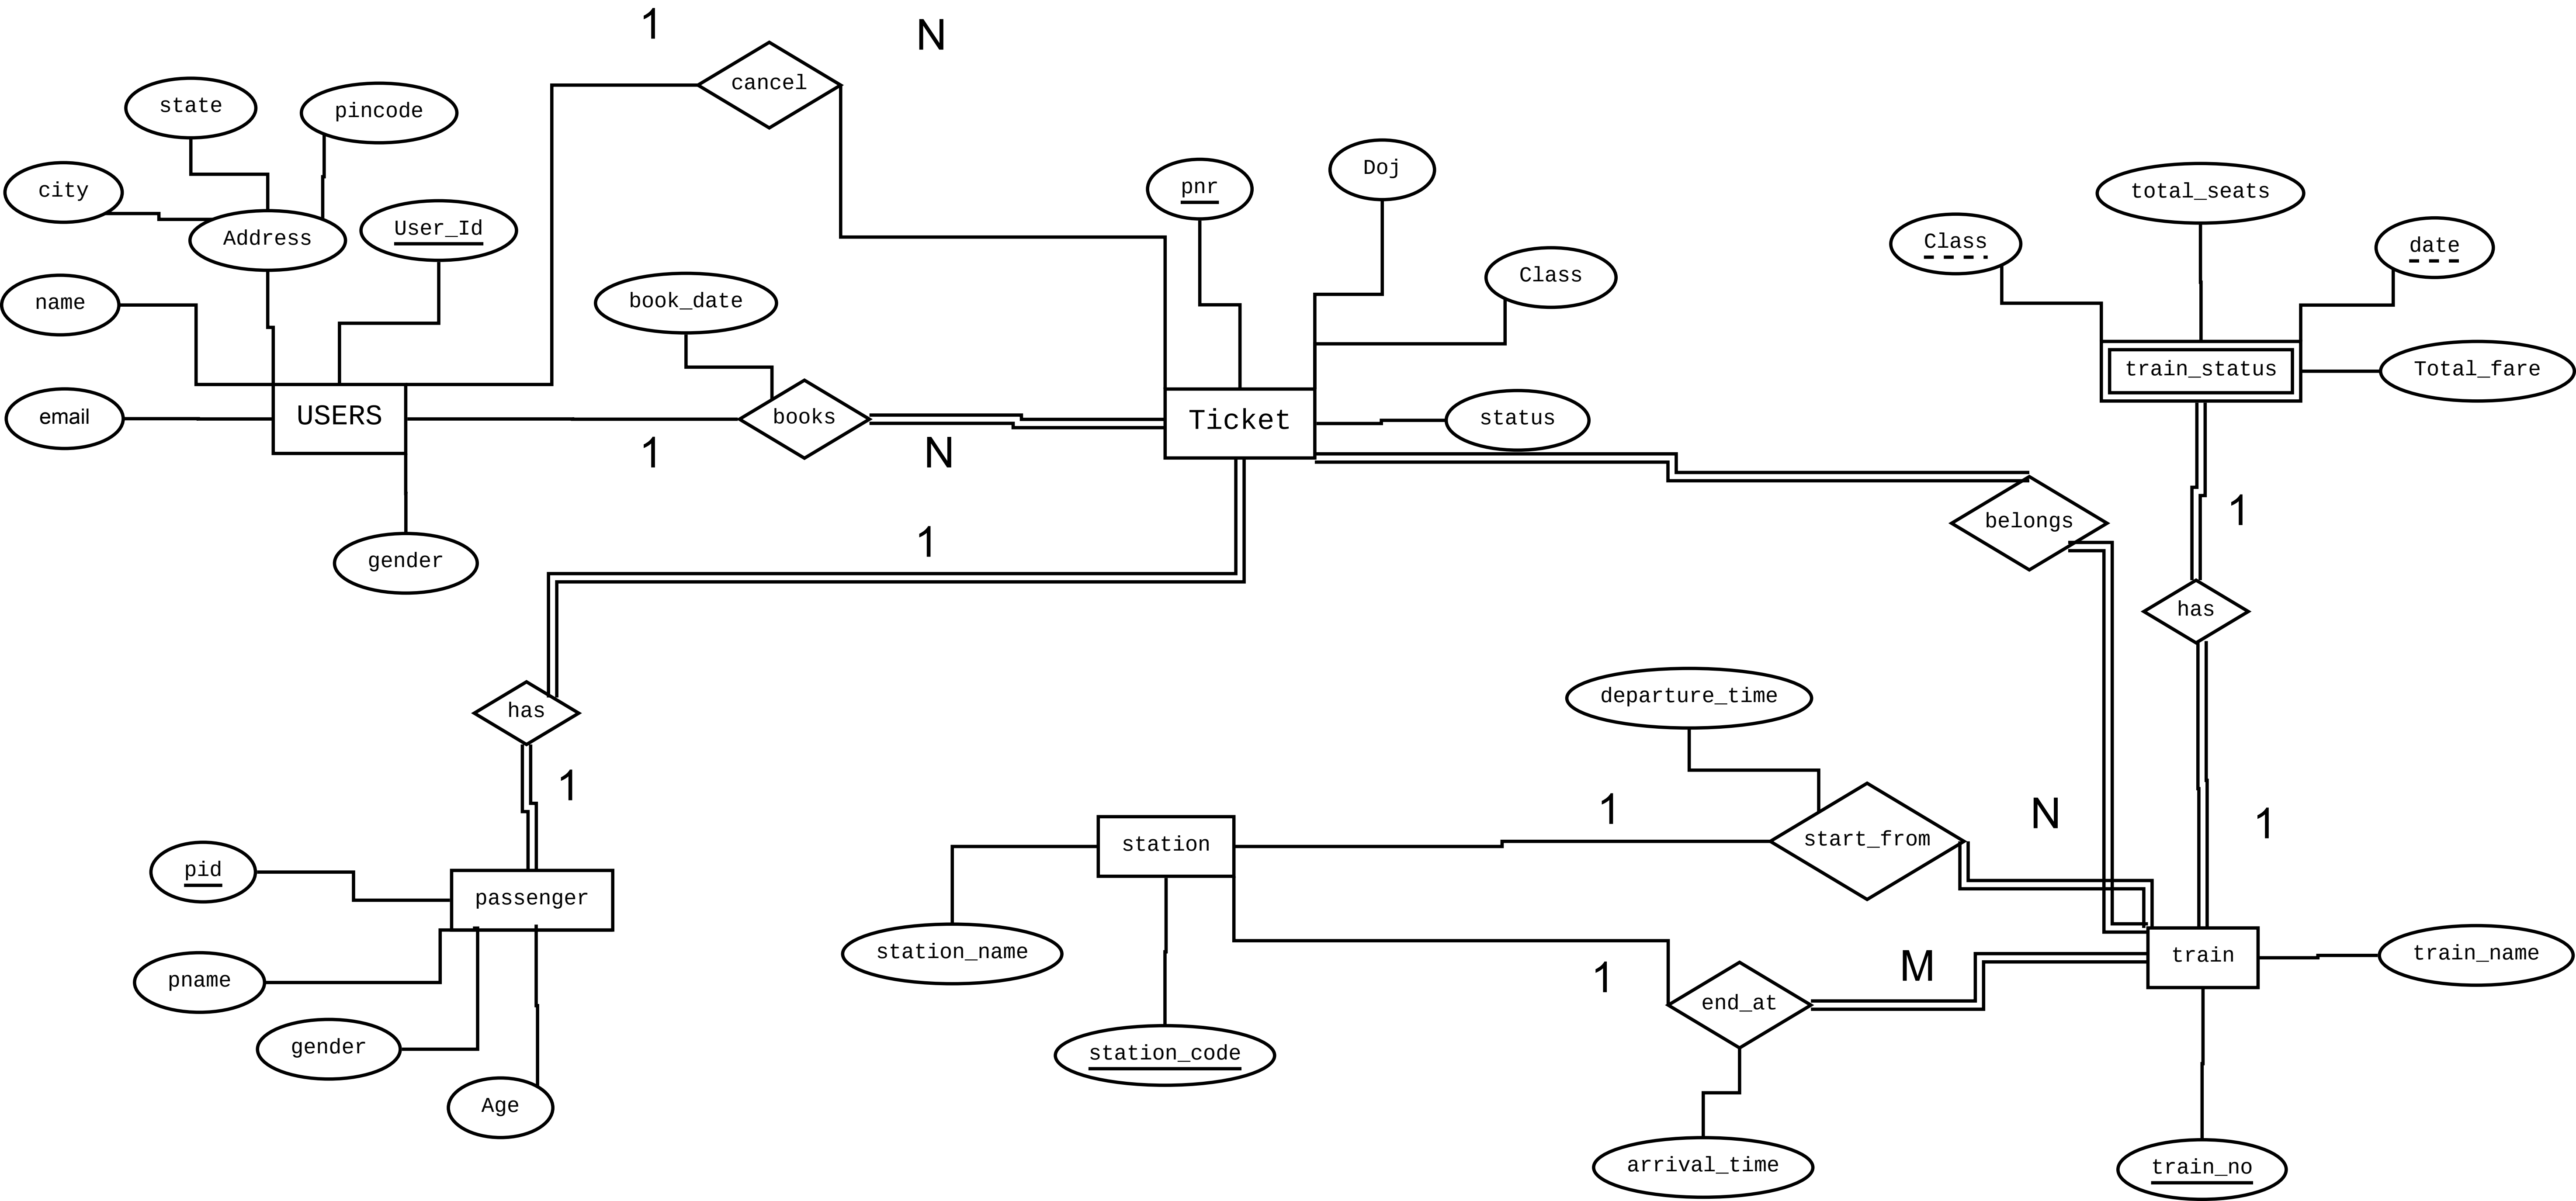 1
N
cancel
state
pincode
city
Address
User_Id
name
email
USERS
gender
book_date
books
1
N
pnr
Doj
Class
Ticket
status
total_seats
Class
date
train_status
Total_fare
belongs
1
has
1
1
has
1
pid
passenger
pname
gender
Age
departure_time
station
1
start_from
N
station_name
station_code
1
end_at
M
arrival_time
train
train_name
train_no